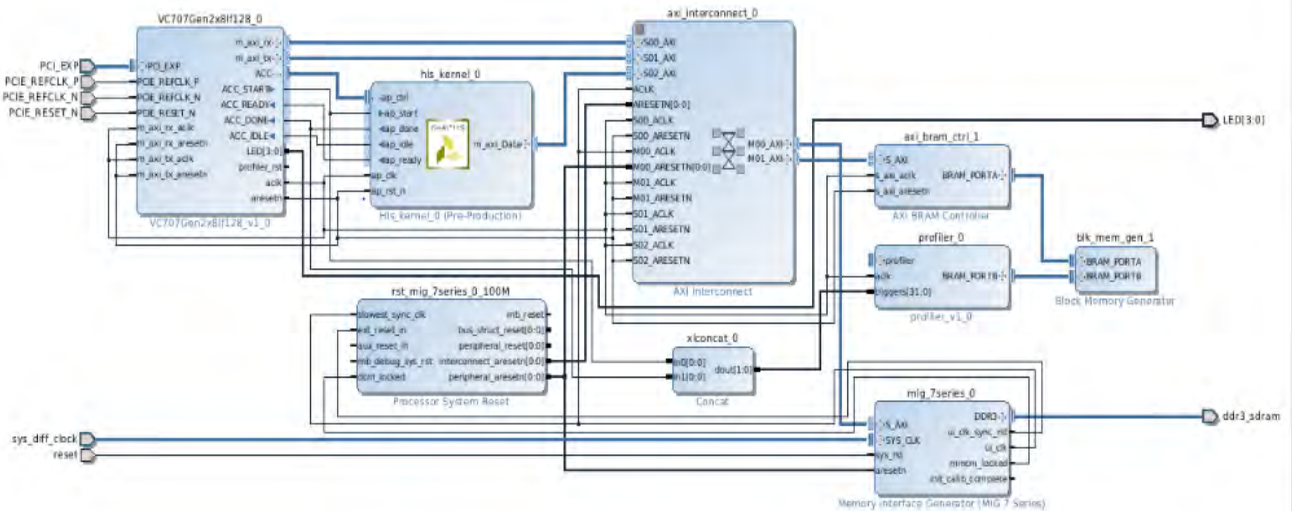 VC707Gen2x8If128_0
PCI_EXP
PCIE_REFCLK_P
PCIE_REFCLK_N
PCIE_RESET_N
PCI_EXP
PCIE_REFCLK_P
PCIE_REFCLK_N
PCIE_RESET_N
m_axi_rx_aclk
m_axi_rx_aresetn
m_axi_tx_aclk
m_axi_tx_aresetn
m_axi_rx
m_axi_tx
ACC
ACC_START
ACC_READY
ACC_DONE
ACC_IDLE
LED[3:0]
profiler_rst
aclk
aresetn
VC707Gen2x8If128_v1_0
hls_kernel_0
ap_ctrl
ap_start
ap_done
ap_idle
ap_ready
ap_clk
ap_rst_n
m_axi_Data
Hls_kernel_0 (Pre-Production)
axi_interconnect_0
S00_AXI
S01_AXI
S02_AXI
ACLK
ARESETN[0:0]
S00_ACLK
S00_ARESETN
M00_ACLK
M00_ARESETN[0:0]
M01_ACLK
M01_ARESETN
S01_ACLK
S01_ARESETN
S02_ACLK
S02_ARESETN
M00_AXI
M01_AXI
AXI Interconnect
LED[3:0]
axi_bram_ctrl_1
S_AXI
s_axi_aclk
s_axi_aresetn
BRAM_PORTA
AXI BRAM Controller
profiler_0
profiler
aclk
triggers[31:0]
BRAM_PORTB
profiler_v1_0
blk_mem_gen_1
BRAM_PORTA
BRAM_PORTB
Block Memory Generator
rst_mig_7series_0_100M
slowest_sync_clk
ext_reset_in
aux_reset_in
mb_debug_sys_rst
dcm_locked
mb_reset
bus_struct_reset[0:0]
peripheral_reset[0:0]
interconnect_aresetn[0:0]
peripheral_aresetn[0:0]
Processor System Reset
xlconcat_0
In0[0:0]
In1[0:0]
dout[1:0]
Concat
mig_7series_0
S_AXI
SYS_CLK
sys_rst
aresetn
DDR3
ui_clk_sync_rst
ui_clk
mmcm_locked
init_calib_complete
Memory Interface Generator (MIG 7 Series)
sys_diff_clock
reset
ddr3_sdram